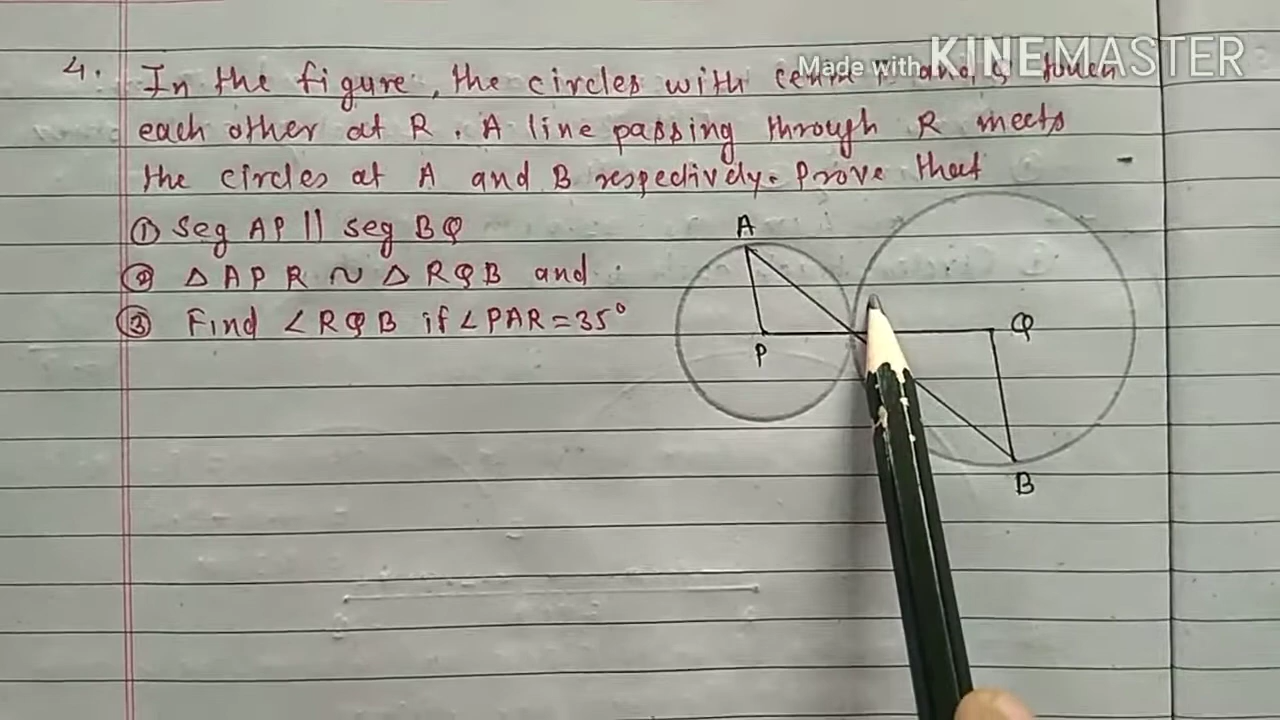 Made with KINEMASTER
4. In the figure, the circles with and touch
each other at R. A line passing through R meets
the circles at A and B respectively. Prove that
① seg AP || seg BQ
② △APR ~ △RQB and
③ Find ∠RQB if ∠PAR = 35°
A
P
Q
B